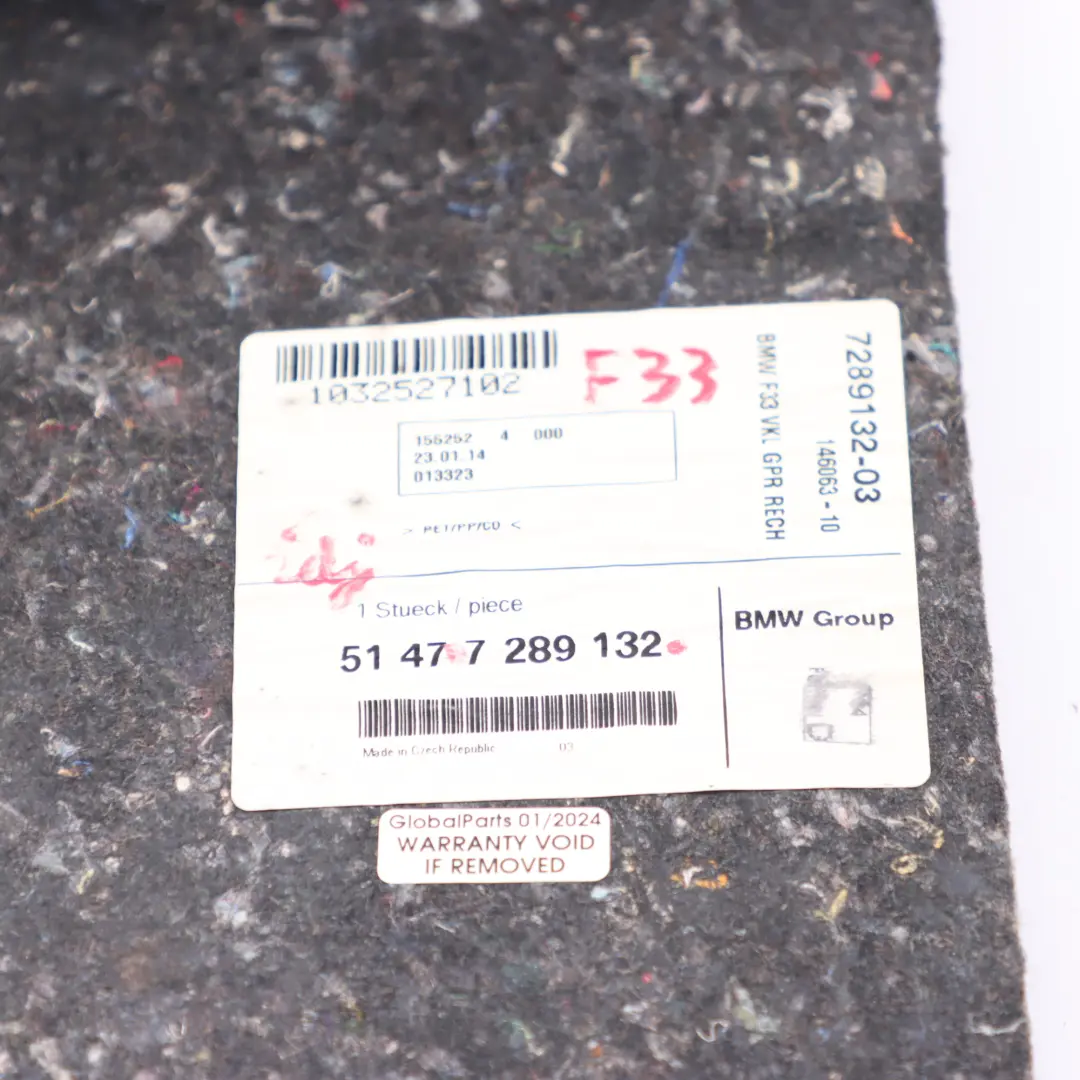 1032527102
F33
156252 4 000
23.01.14
013323
> PET/PP/CO <
BMW F33 VKL GPR RECH
146063 - 10
7289132-03
1 Stueck / piece
51 47 7 289 132
Made in Czech Republic 03
BMW Group
GlobalParts 01/2024
WARRANTY VOID
IF REMOVED